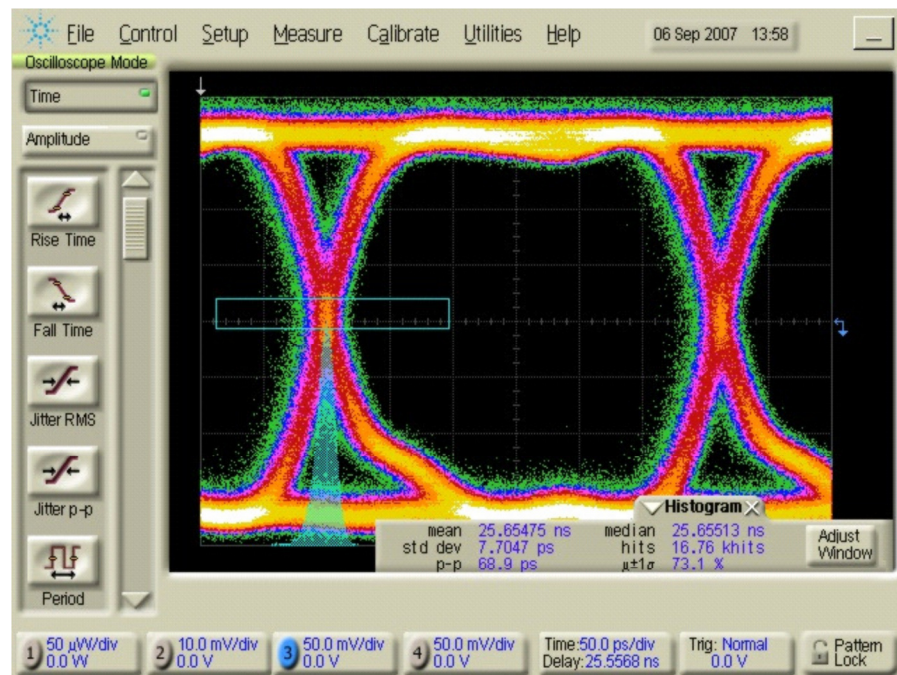 File Control Setup Measure Calibrate Utilities Help 06 Sep 2007 13:58
Oscilloscope Mode
Time
Amplitude
Rise Time
Fall Time
Jitter RMS
Jitter p-p
Period
Histogram
mean 25.65475 ns median 25.65513 ns
std dev 7.7047 ps hits 16.76 khits
p-p 68.9 ps µ±1σ 73.1 %
Adjust
Window
1 50 µW/div
0.0 W
2 10.0 mV/div
0.0 V
3 50.0 mV/div
0.0 V
4 50.0 mV/div
0.0 V
Time:50.0 ps/div
Delay:25.5568 ns
Trig: Normal
0.0 V
Pattern
Lock